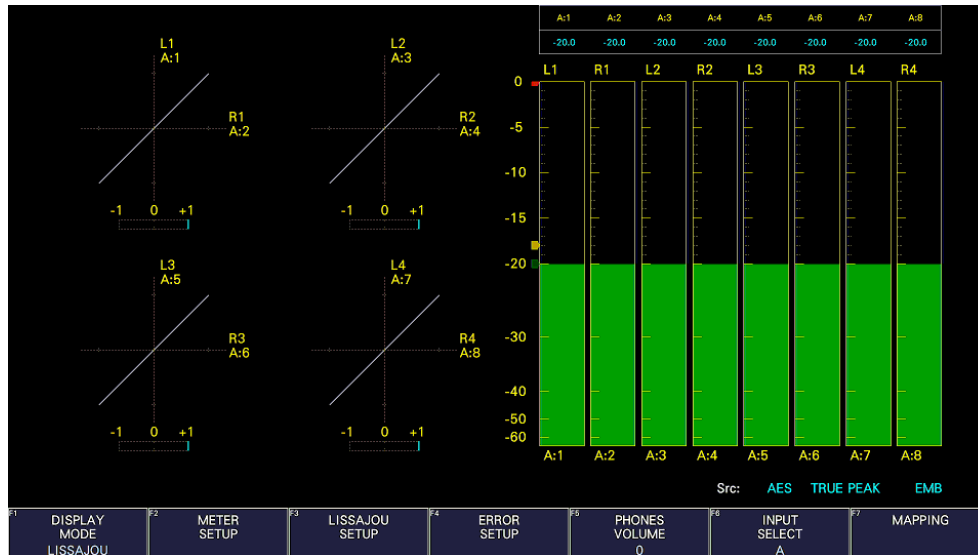 A:1 A:2 A:3 A:4 A:5 A:6 A:7 A:8
-20.0 -20.0 -20.0 -20.0 -20.0 -20.0 -20.0 -20.0
L1
A:1
R1
A:2
-1 0 +1
L2
A:3
R2
A:4
-1 0 +1
L3
A:5
R3
A:6
-1 0 +1
L4
A:7
R4
A:8
-1 0 +1
L1 R1 L2 R2 L3 R3 L4 R4
0
-5
-10
-15
-20
-30
-40
-50
-60
A:1 A:2 A:3 A:4 A:5 A:6 A:7 A:8
Src: AES TRUE PEAK EMB
F1 DISPLAY
MODE
LISSAJOU
F2 METER
SETUP
F3 LISSAJOU
SETUP
F4 ERROR
SETUP
F5 PHONES
VOLUME
0
F6 INPUT
SELECT
A
F7 MAPPING